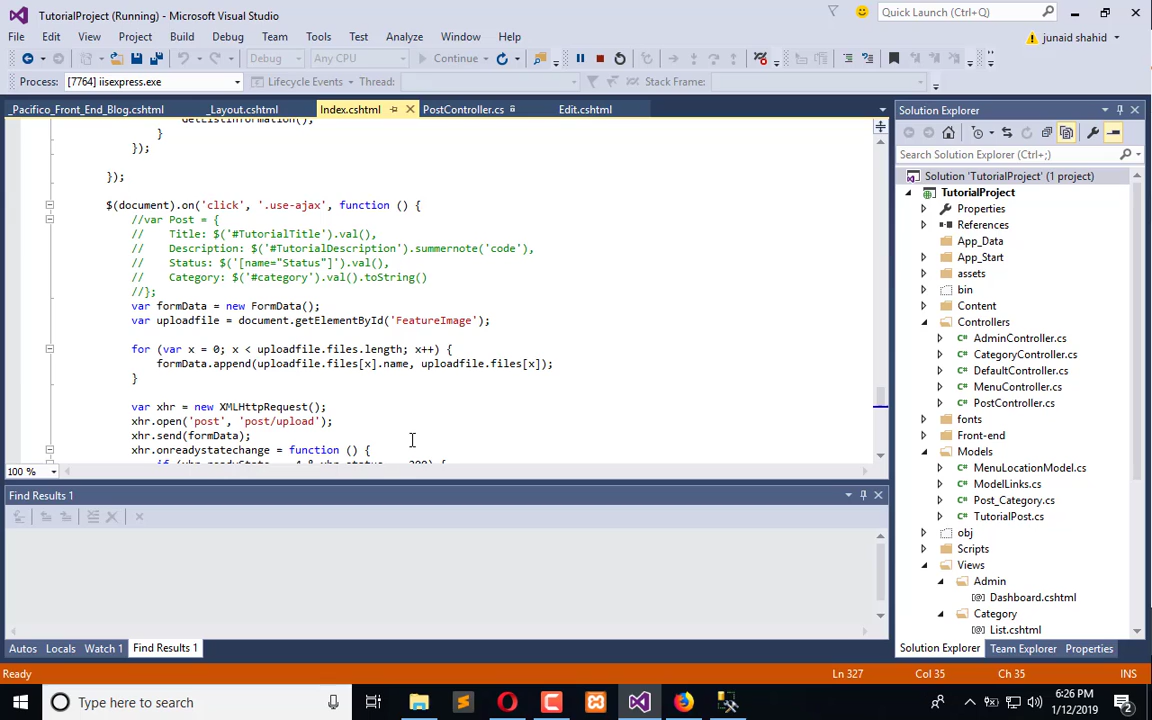 TutorialProject (Running) - Microsoft Visual Studio
Quick Launch (Ctrl+Q)
File Edit View Project Build Debug Team Tools Test Analyze Window Help
junaid shahid
Debug Any CPU Continue
Process: [7764] iisexpress.exe Lifecycle Events Thread: Stack Frame:
_Pacifico_Front_End_Blog.cshtml _Layout.cshtml Index.cshtml PostController.cs Edit.cshtml
getListInformation();
}
});
});
$(document).on('click', '.use-ajax', function () {
//var Post = {
// Title: $('#TutorialTitle').val(),
// Description: $('#TutorialDescription').summernote('code'),
// Status: $('[name="Status"]').val(),
// Category: $('#category').val().toString()
//};
var formData = new FormData();
var uploadfile = document.getElementById('FeatureImage');
for (var x = 0; x < uploadfile.files.length; x++) {
formData.append(uploadfile.files[x].name, uploadfile.files[x]);
}
var xhr = new XMLHttpRequest();
xhr.open('post', 'post/upload');
xhr.send(formData);
xhr.onreadystatechange = function () {
100 %
Find Results 1
Autos Locals Watch 1 Find Results 1
Solution Explorer
Search Solution Explorer (Ctrl+;)
Solution 'TutorialProject' (1 project)
TutorialProject
Properties
References
App_Data
App_Start
assets
bin
Content
Controllers
AdminController.cs
CategoryController.cs
DefaultController.cs
MenuController.cs
PostController.cs
fonts
Front-end
Models
MenuLocationModel.cs
ModelLinks.cs
Post_Category.cs
TutorialPost.cs
obj
Scripts
Views
Admin
Dashboard.cshtml
Category
List.cshtml
Solution Explorer Team Explorer Properties
Ready Ln 327 Col 35 Ch 35 INS
Type here to search
6:26 PM
1/12/2019
2